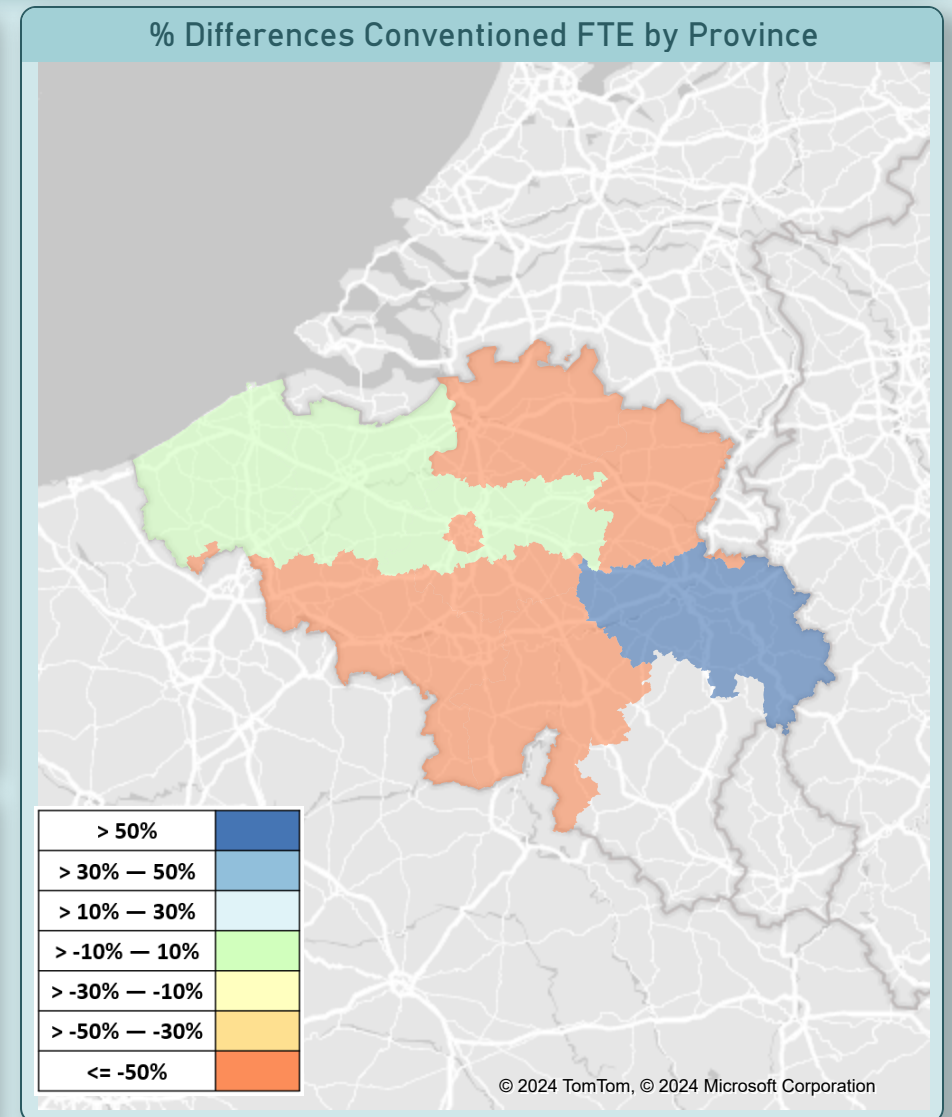 % Differences Conventioned FTE by Province
> 50%
> 30% — 50%
> 10% — 30%
> -10% — 10%
> -30% — -10%
> -50% — -30%
<= -50%
© 2024 TomTom, © 2024 Microsoft Corporation